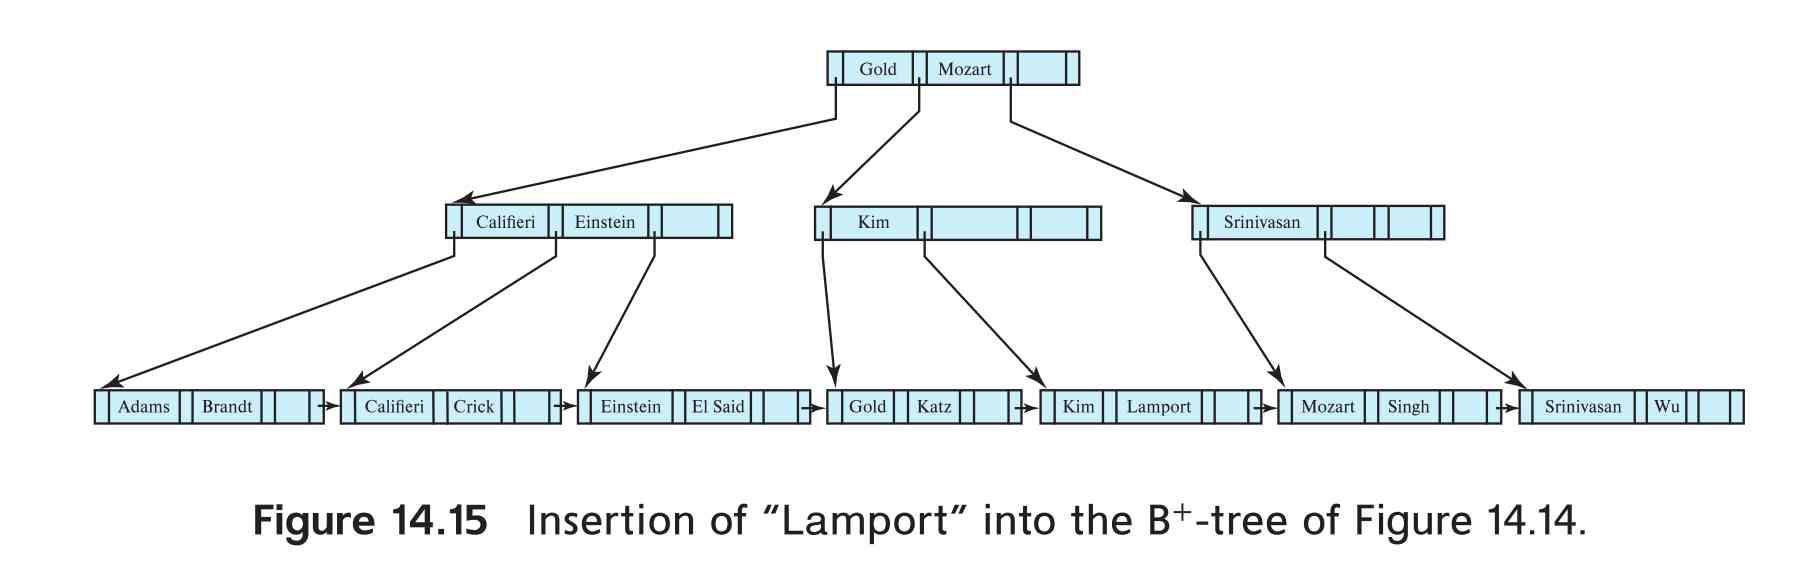 Gold Mozart
Califieri Einstein Kim Srinivasan
Adams Brandt Califieri Crick Einstein El Said Gold Katz Kim Lamport Mozart Singh Srinivasan Wu
Figure 14.15 Insertion of “Lamport” into the B⁺-tree of Figure 14.14.